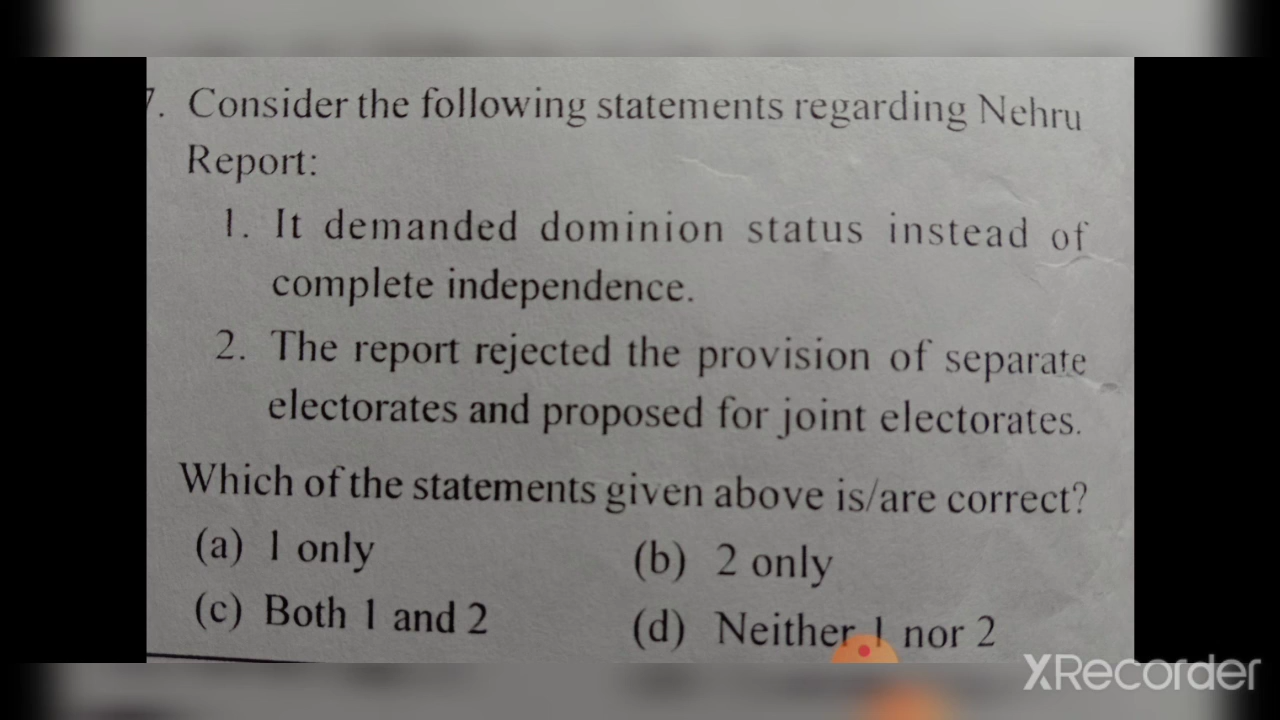 7. Consider the following statements regarding Nehru
Report:
1. It demanded dominion status instead of
complete independence.
2. The report rejected the provision of separate
electorates and proposed for joint electorates.
Which of the statements given above is/are correct?
(a) 1 only (b) 2 only
(c) Both 1 and 2 (d) Neither 1 nor 2
XRecorder